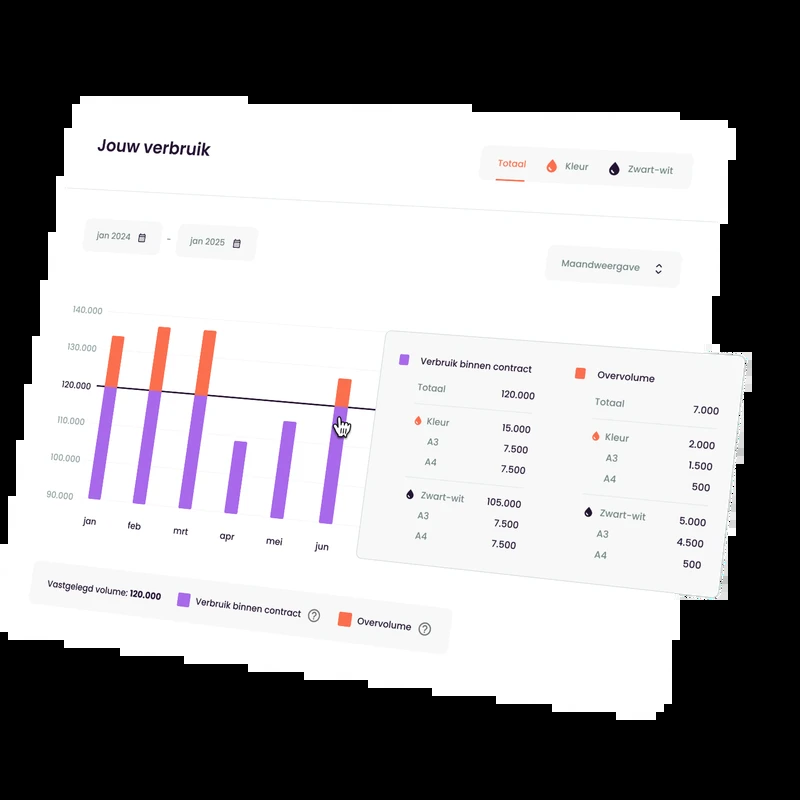 Jouw verbruik
Totaal Kleur Zwart-wit
jan 2024 - jan 2025
Maandweergave
140.000
130.000
120.000
110.000
100.000
90.000
jan feb mrt apr mei jun
Verbruik binnen contract
Totaal 120.000
Kleur 15.000
A3 7.500
A4 7.500
Zwart-wit 105.000
A3 7.500
A4 7.500
Overvolume
Totaal 7.000
Kleur 2.000
A3 1.500
A4 500
Zwart-wit 5.000
A3 4.500
A4 500
Vastgelegd volume: 120.000 Verbruik binnen contract ? Overvolume ?